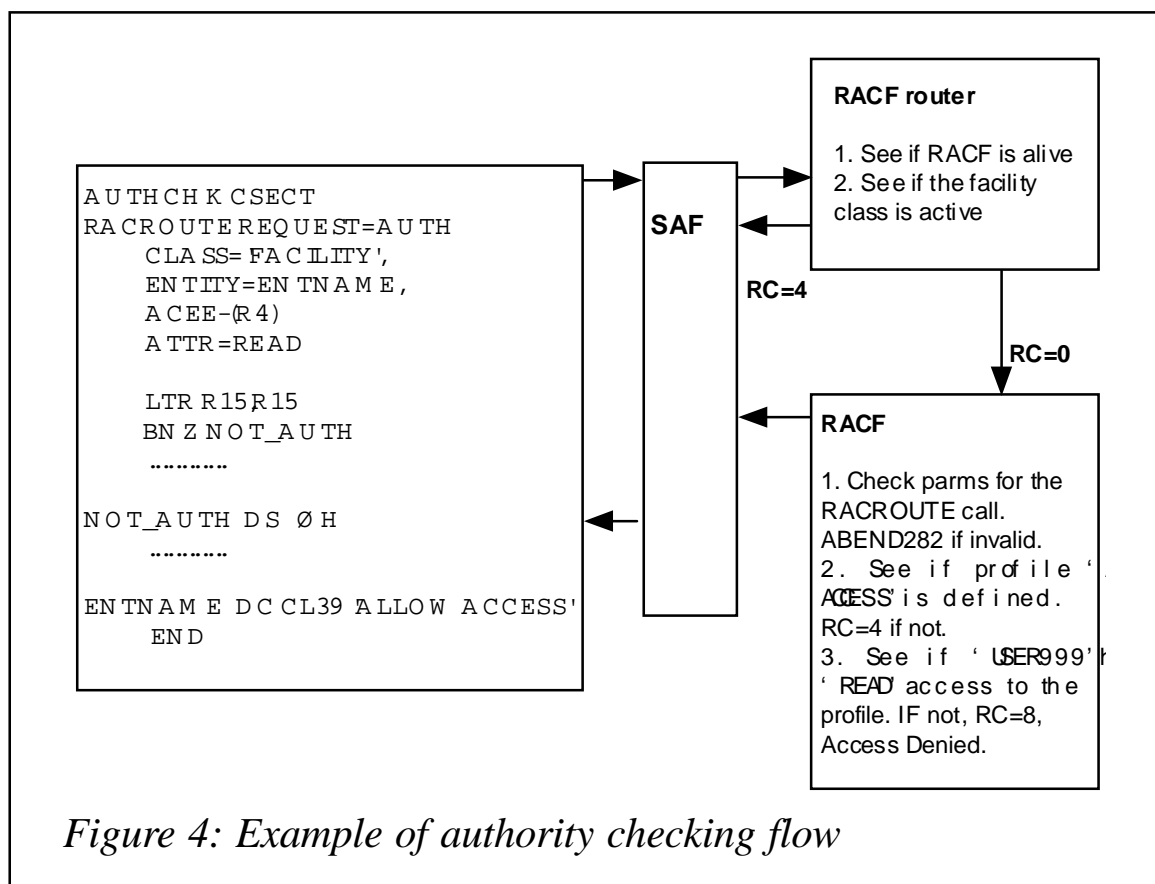 AUTHCHK CSECT
RACROUTE REQUEST=AUTH
CLASS='FACILITY',
ENTITY=ENTNAME,
ACEE-(R4)
ATTR=READ
LTR R15,R15
BNZ NOT_AUTH
...............
NOT_AUTH DS ØH
...............
ENTNAME DC CL39 'ALLOW ACCESS'
END
SAF
RC=4
RACF router
1. See if RACF is alive
2. See if the facility
class is active
RC=0
RACF
1. Check parms for the
RACROUTE call.
ABEND282 if invalid.
2. See if profile '
ACCESS' is defined.
RC=4 if not.
3. See if 'USER999'
'READ' access to the
profile. IF not, RC=8,
Access Denied.
Figure 4: Example of authority checking flow